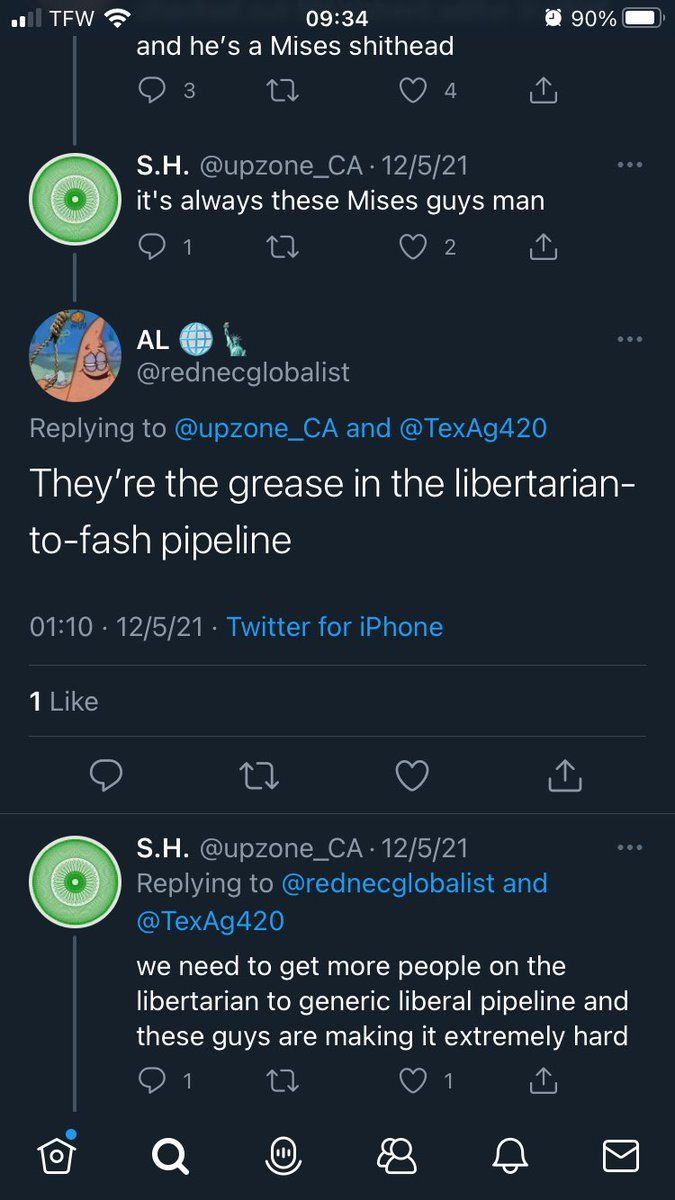 TFW 09:34 90%
and he's a Mises shithead
3 4
S.H. @upzone_CA · 12/5/21
it's always these Mises guys man
1 2
AL
@rednecglobalist
Replying to @upzone_CA and @TexAg420
They're the grease in the libertarian-
to-fash pipeline
01:10 · 12/5/21 · Twitter for iPhone
1 Like
S.H. @upzone_CA · 12/5/21
Replying to @rednecglobalist and
@TexAg420
we need to get more people on the
libertarian to generic liberal pipeline and
these guys are making it extremely hard
1 1